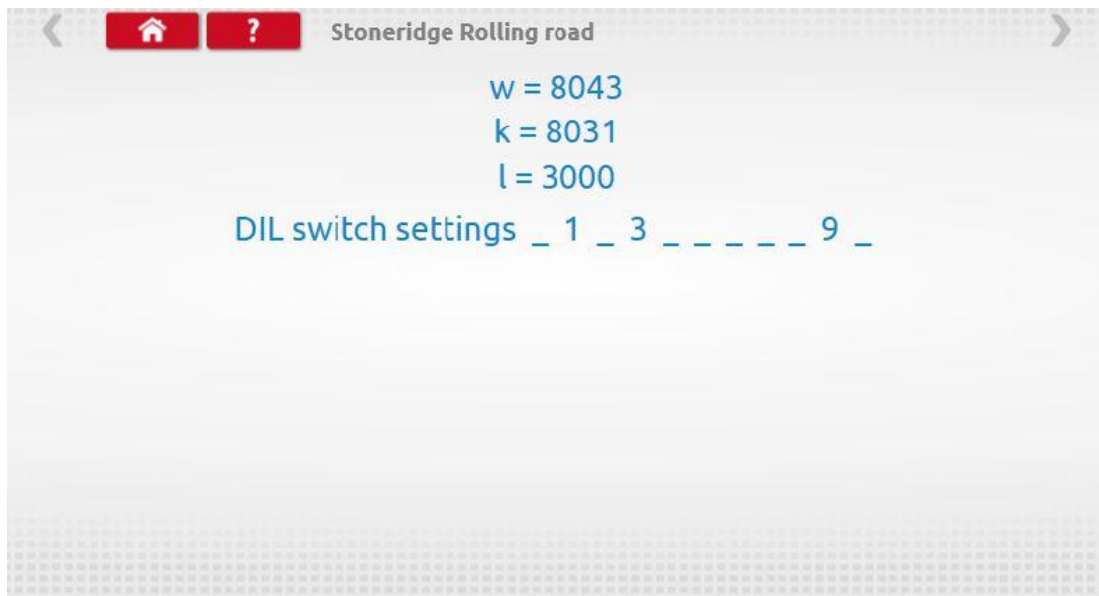 ? Stoneridge Rolling road
w = 8043
k = 8031
l = 3000
DIL switch settings _ 1 _ 3 _ _ _ _ _ 9 _